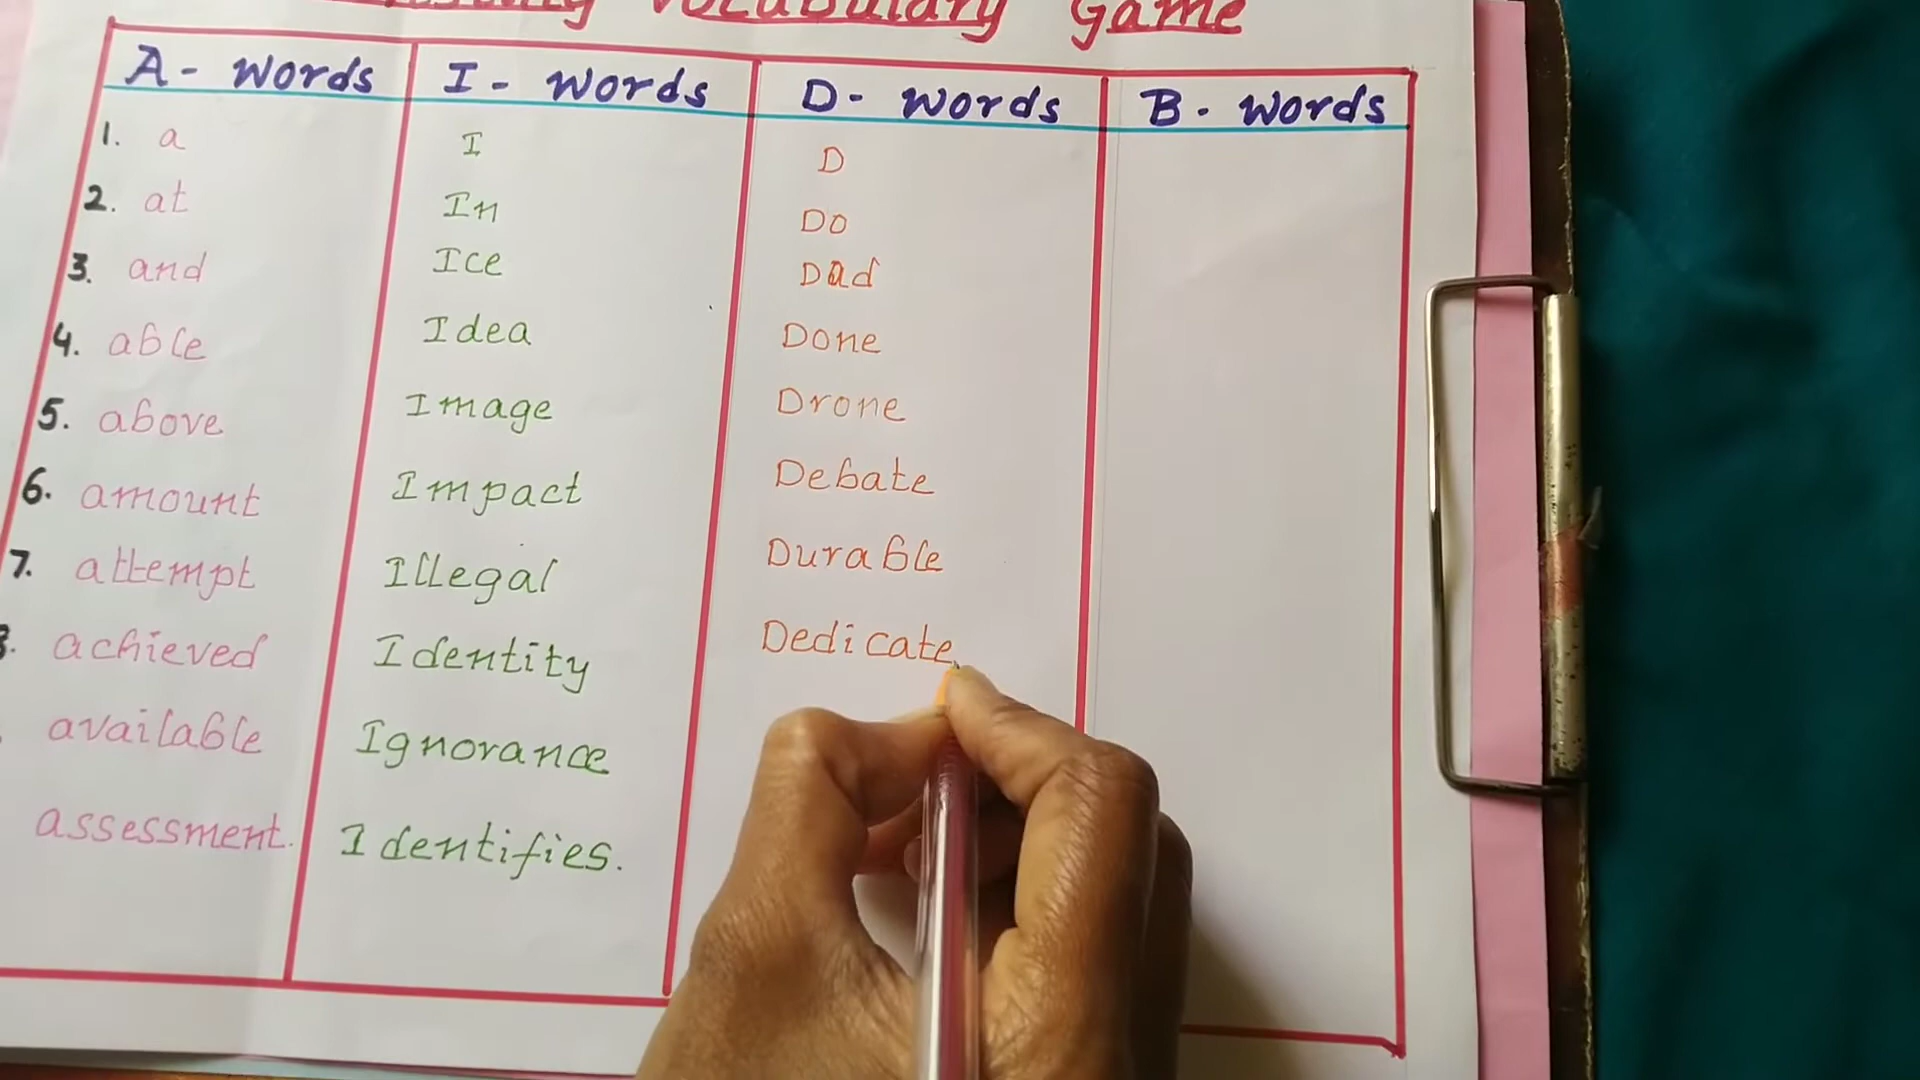 Vocabulary Game
A - Words I - Words D - Words B - Words
1. a I D
2. at In Do
3. and Ice Dad
4. able Idea Done
5. above Image Drone
6. amount Impact Debate
7. attempt Illegal Durable
achieved Identity Dedicate
available Ignorance
assessment. Identifies.